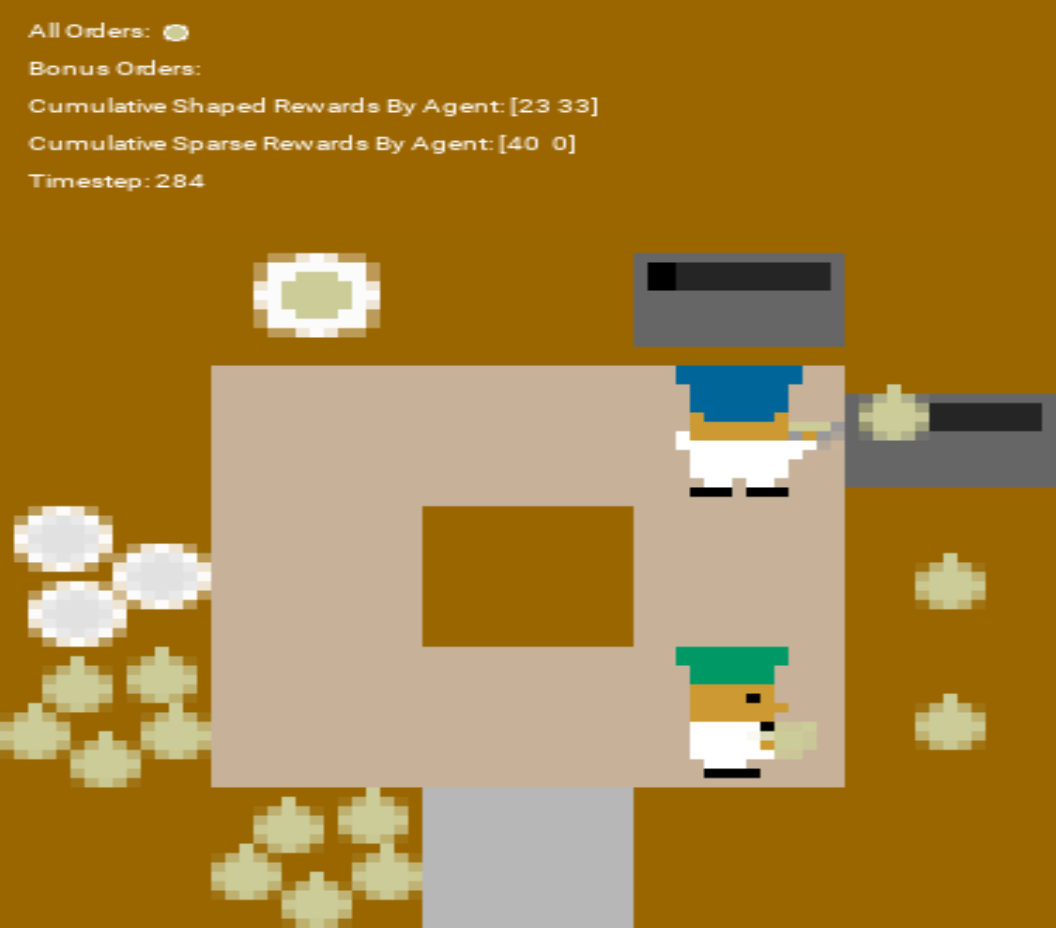 All Orders:
Bonus Orders:
Cumulative Shaped Rewards By Agent: [23 33]
Cumulative Sparse Rewards By Agent: [40  0]
Timestep: 284